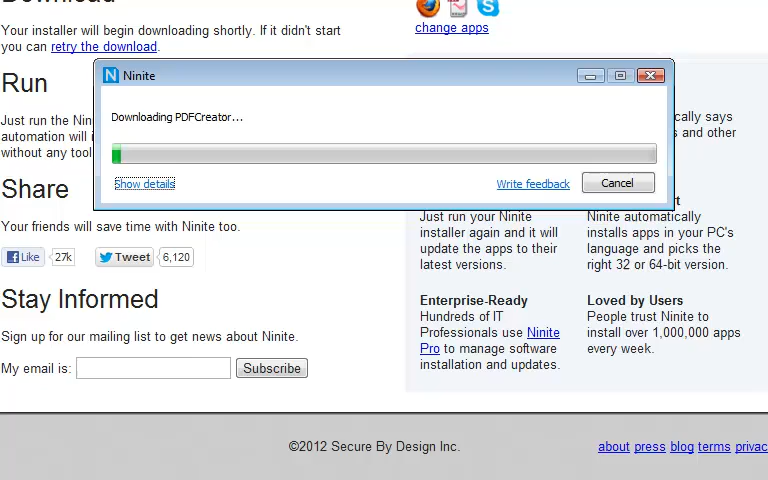 Your installer will begin downloading shortly. If it didn't start
you can retry the download.
change apps
Run
Just run the Nin
automation will i
without any tool
Share
Your friends will save time with Ninite too.
Like 27k Tweet 6,120
Stay Informed
Sign up for our mailing list to get news about Ninite.
My email is: Subscribe
Ninite
Downloading PDFCreator...
Show details Write feedback Cancel
cally says
s and other
rt
Just run your Ninite
installer again and it will
update the apps to their
latest versions.
Ninite automatically
installs apps in your PC's
language and picks the
right 32 or 64-bit version.
Enterprise-Ready
Hundreds of IT
Professionals use Ninite
Pro to manage software
installation and updates.
Loved by Users
People trust Ninite to
install over 1,000,000 apps
every week.
©2012 Secure By Design Inc.
about press blog terms privac